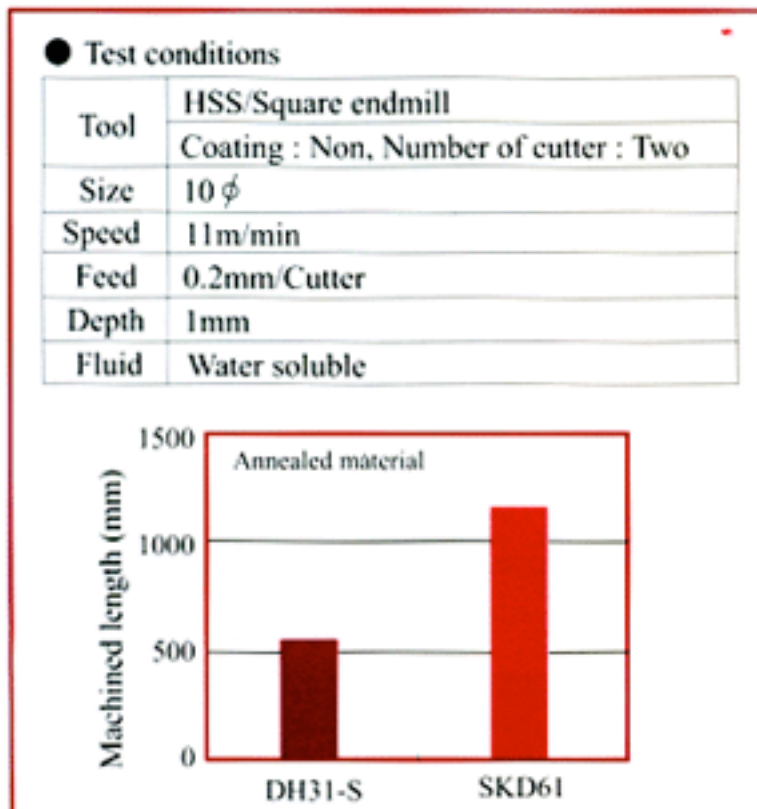 ● Test conditions
Tool
HSS/Square endmill
Coating : Non, Number of cutter : Two
Size 10 ϕ
Speed 11m/min
Feed 0.2mm/Cutter
Depth 1mm
Fluid Water soluble
1500
Annealed material
1000
500
0
Machined length (mm)
DH31-S SKD61